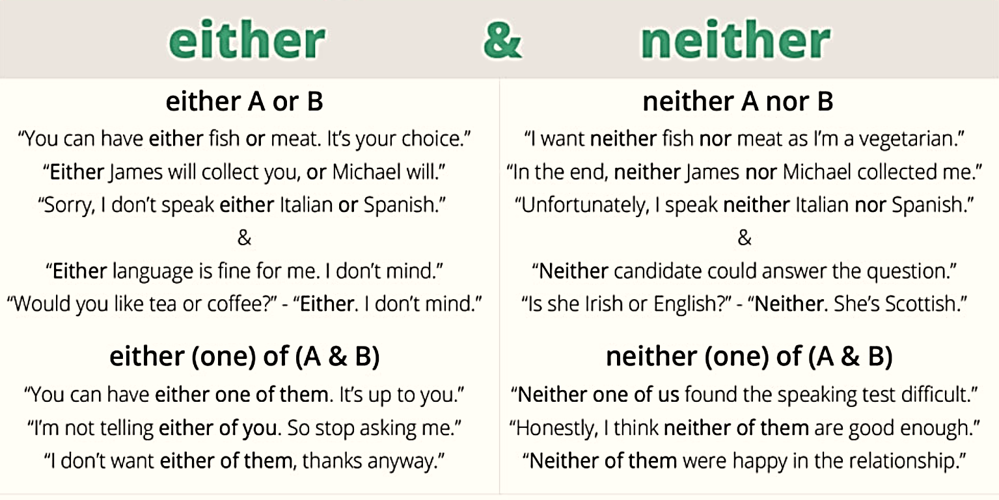 either & neither
either A or B
“You can have either fish or meat. It’s your choice.”
“Either James will collect you, or Michael will.”
“Sorry, I don’t speak either Italian or Spanish.”
&
“Either language is fine for me. I don’t mind.”
“Would you like tea or coffee?” - “Either. I don’t mind.”
either (one) of (A & B)
“You can have either one of them. It’s up to you.”
“I’m not telling either of you. So stop asking me.”
“I don’t want either of them, thanks anyway.”
neither A nor B
“I want neither fish nor meat as I’m a vegetarian.”
“In the end, neither James nor Michael collected me.”
“Unfortunately, I speak neither Italian nor Spanish.”
&
“Neither candidate could answer the question.”
“Is she Irish or English?” - “Neither. She’s Scottish.”
neither (one) of (A & B)
“Neither one of us found the speaking test difficult.”
“Honestly, I think neither of them are good enough.”
“Neither of them were happy in the relationship.”